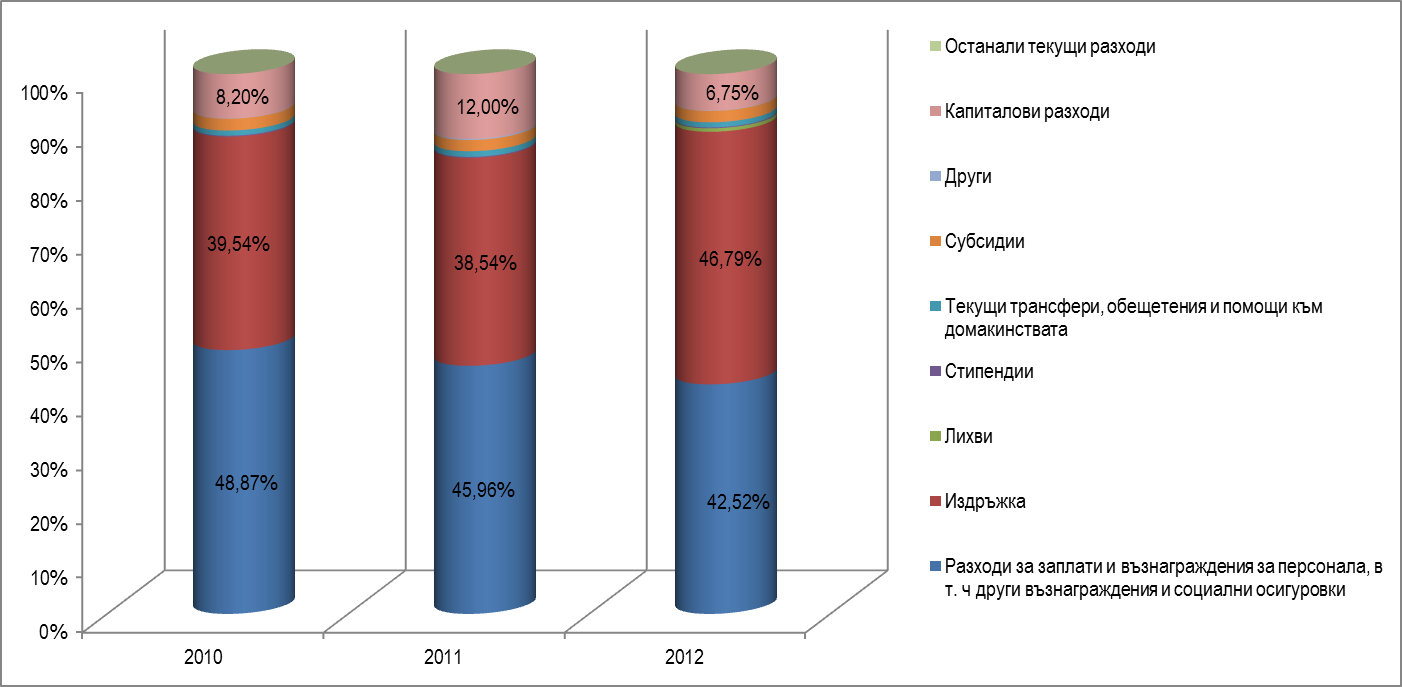 100%
90%
80%
70%
60%
50%
40%
30%
20%
10%
0%
8,20%
39,54%
48,87%
12,00%
38,54%
45,96%
6,75%
46,79%
42,52%
2010
2011
2012
Останали текущи разходи
Капиталови разходи
Други
Субсидии
Текущи трансфери, обещетения и помощи към
домакинствата
Стипендии
Лихви
Издръжка
Разходи за заплати и възнаграждения за персонала, в
т. ч други възнаграждения и социални осигуровки